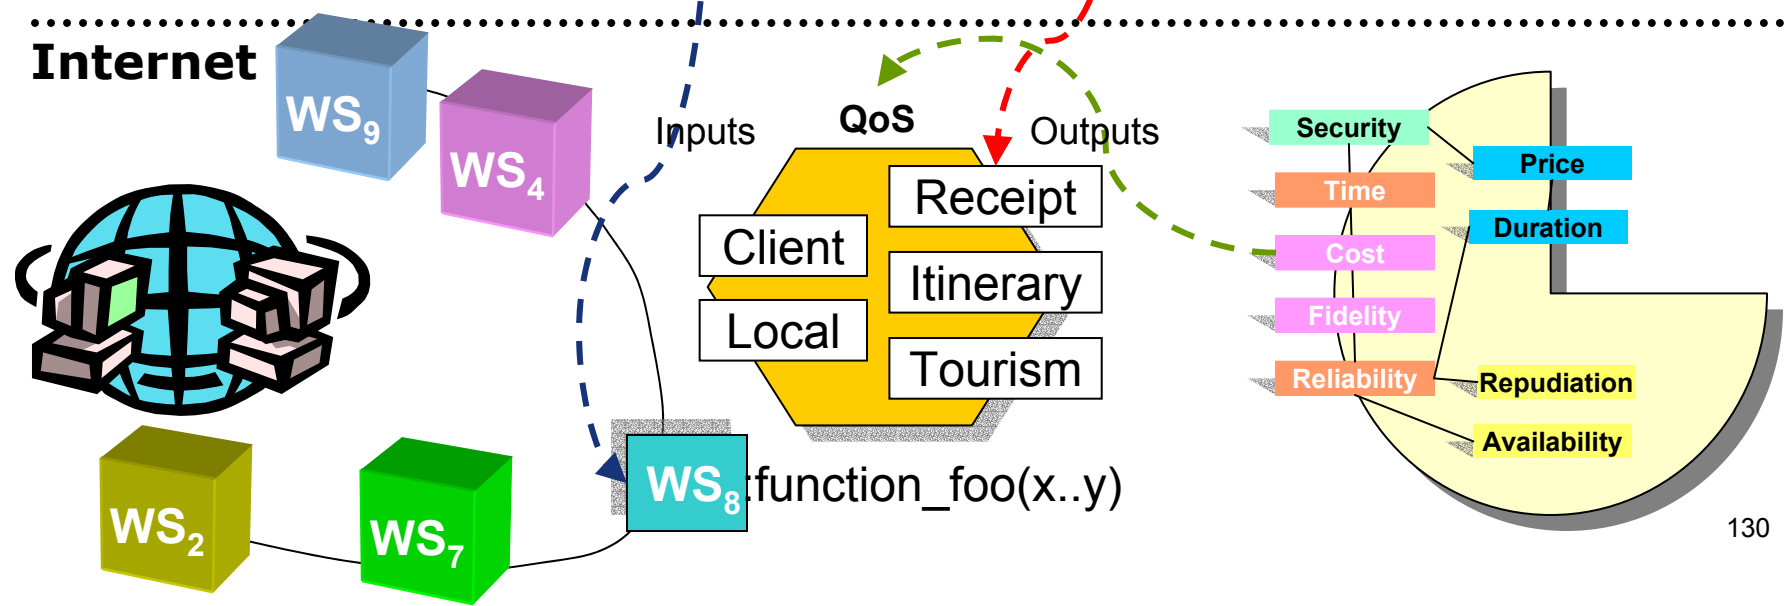 Internet
WS9
WS4
Inputs
QoS
Outputs
Receipt
Client
Itinerary
Local
Tourism
WS2
WS7
WS8:function_foo(x..y)
Security
Price
Time
Duration
Cost
Fidelity
Reliability
Repudiation
Availability
130